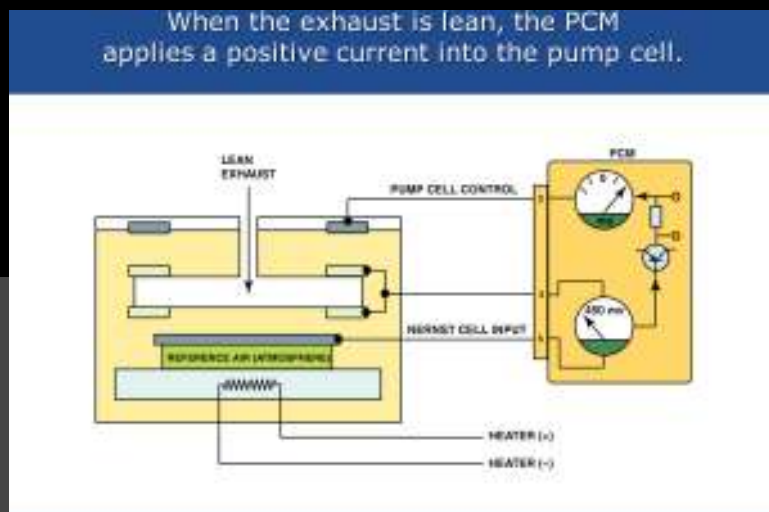 When the exhaust is lean, the PCM
applies a positive current into the pump cell.
LEAN
EXHAUST
PCM
PUMP CELL CONTROL
450 mv
NERNST CELL INPUT
REFERENCE AIR (ATMOSPHERE)
HEATER (+)
HEATER (–)